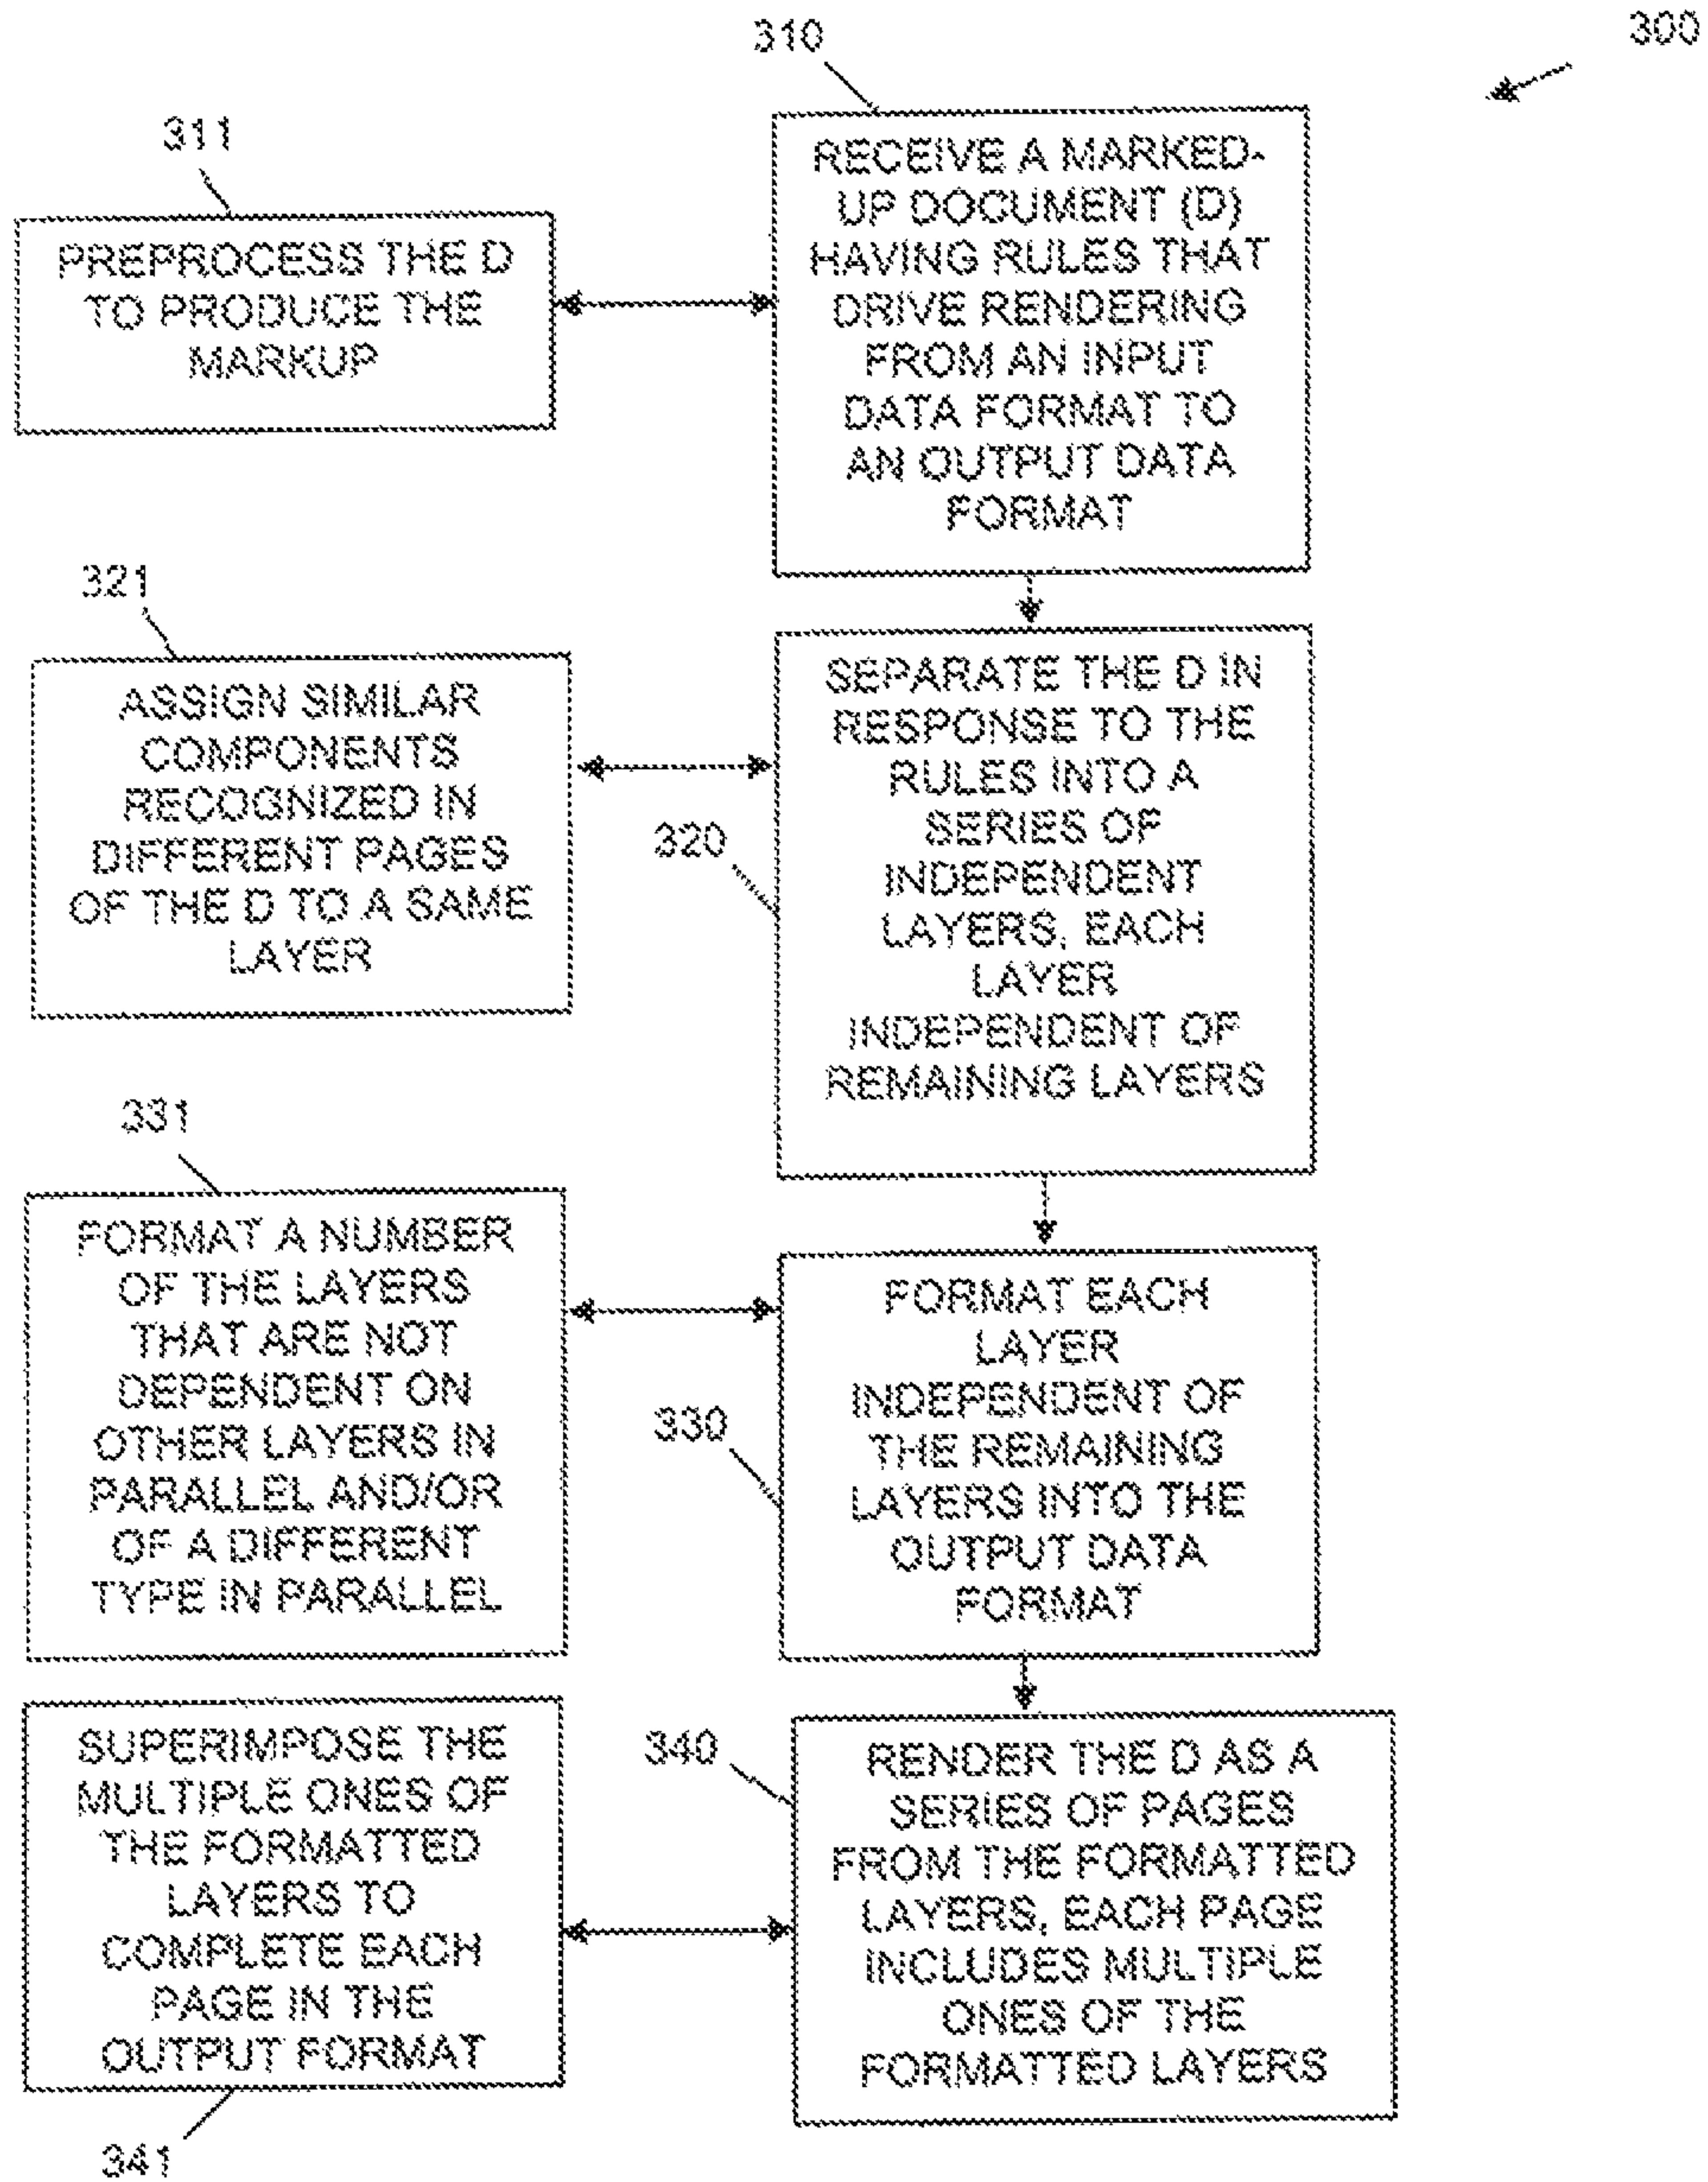 310
300
311
RECEIVE A MARKED-
UP DOCUMENT (D)
HAVING RULES THAT
DRIVE RENDERING
FROM AN INPUT
DATA FORMAT TO
AN OUTPUT DATA
FORMAT
PREPROCESS THE D
TO PRODUCE THE
MARKUP
321
ASSIGN SIMILAR
COMPONENTS
RECOGNIZED IN
DIFFERENT PAGES
OF THE D TO A SAME
LAYER
320
SEPARATE THE D IN
RESPONSE TO THE
RULES INTO A
SERIES OF
INDEPENDENT
LAYERS, EACH
LAYER
INDEPENDENT OF
REMAINING LAYERS
331
FORMAT A NUMBER
OF THE LAYERS
THAT ARE NOT
DEPENDENT ON
OTHER LAYERS IN
PARALLEL AND/OR
OF A DIFFERENT
TYPE IN PARALLEL
330
FORMAT EACH
LAYER
INDEPENDENT OF
THE REMAINING
LAYERS INTO THE
OUTPUT DATA
FORMAT
SUPERIMPOSE THE
MULTIPLE ONES OF
THE FORMATTED
LAYERS TO
COMPLETE EACH
PAGE IN THE
OUTPUT FORMAT
341
340
RENDER THE D AS A
SERIES OF PAGES
FROM THE FORMATTED
LAYERS, EACH PAGE
INCLUDES MULTIPLE
ONES OF THE
FORMATTED LAYERS